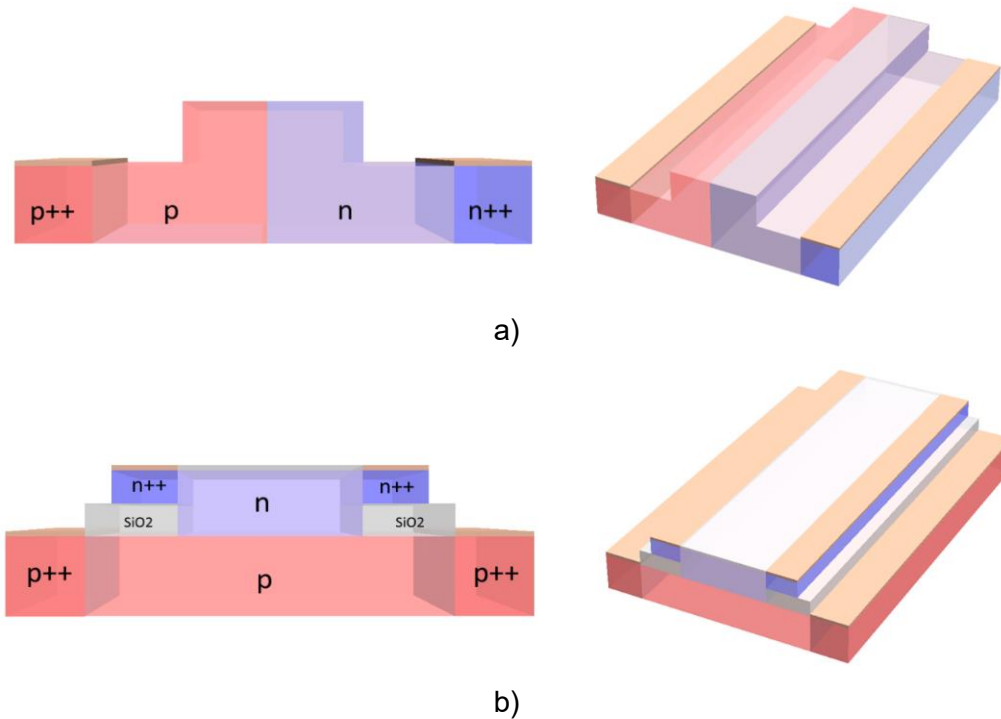 p++ p n n++
a)
n++ n n++
SiO2 SiO2
p++ p p++
b)